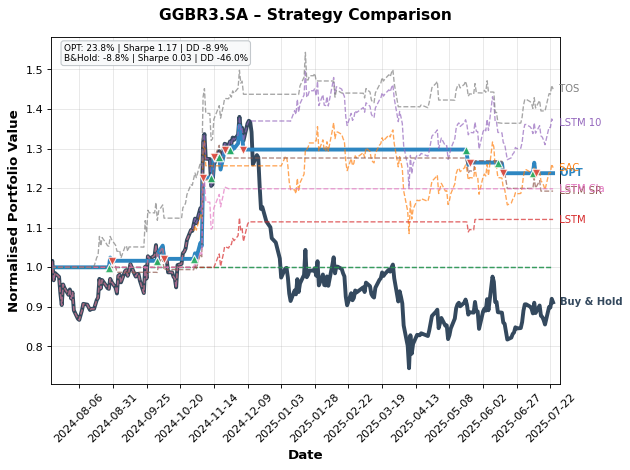 GGBR3.SA – Strategy Comparison
OPT: 23.8% | Sharpe 1.17 | DD -8.9%
B&Hold: -8.8% | Sharpe 0.03 | DD -46.0%
Normalised Portfolio Value
1.5
1.4
1.3
1.2
1.1
1.0
0.9
0.8
TOS
LSTM 10
OPT
LSTM SR
LSTM
Buy & Hold
2024-08-06
2024-08-31
2024-09-25
2024-10-20
2024-11-14
2024-12-09
2025-01-03
2025-01-28
2025-02-22
2025-03-19
2025-04-13
2025-05-08
2025-06-02
2025-06-27
2025-07-22
Date